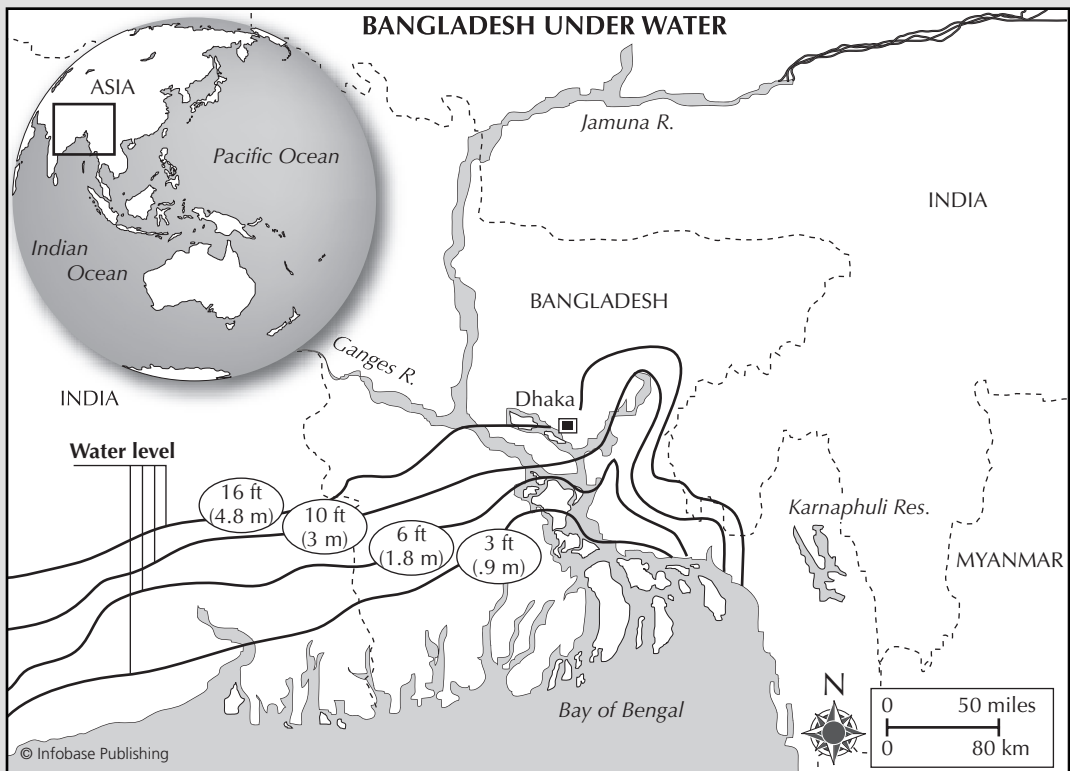 BANGLADESH UNDER WATER
ASIA
Pacific Ocean
Indian
Ocean
Jamuna R.
INDIA
BANGLADESH
Ganges R.
INDIA
Dhaka
Water level
16 ft
(4.8 m)
10 ft
(3 m)
6 ft
(1.8 m)
3 ft
(.9 m)
Karnaphuli Res.
MYANMAR
Bay of Bengal
N
0 50 miles
0 80 km
© Infobase Publishing